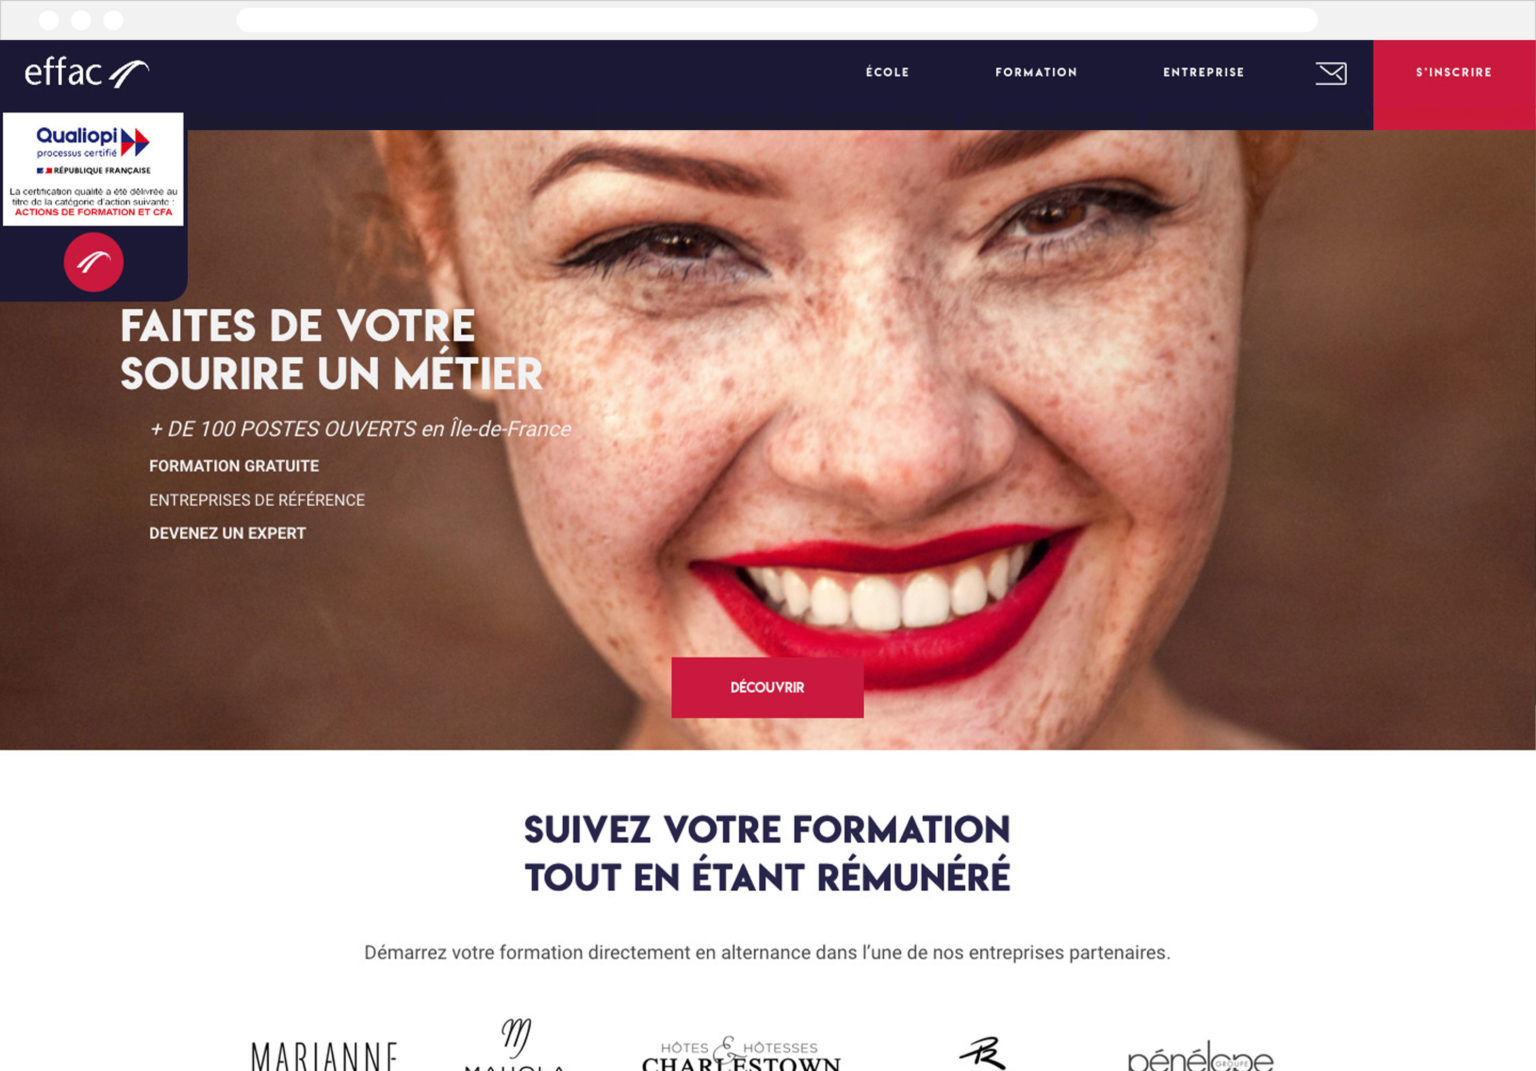 effac
ÉCOLE
FORMATION
ENTREPRISE
S'INSCRIRE
Qualiopi
processus certifié
RÉPUBLIQUE FRANÇAISE
La certification qualité a été délivrée au
titre de la catégorie d'action suivante :
ACTIONS DE FORMATION ET CFA
FAITES DE VOTRE
SOURIRE UN MÉTIER
+ DE 100 POSTES OUVERTS en Île-de-France
FORMATION GRATUITE
ENTREPRISES DE RÉFÉRENCE
DEVENEZ UN EXPERT
DÉCOUVRIR
SUIVEZ VOTRE FORMATION
TOUT EN ÉTANT RÉMUNÉRÉ
Démarrez votre formation directement en alternance dans l’une de nos entreprises partenaires.
MARIANNE
MAHOLA
HÔTES & HÔTESSES
CHARLESTOWN
pénélope
GROUPE